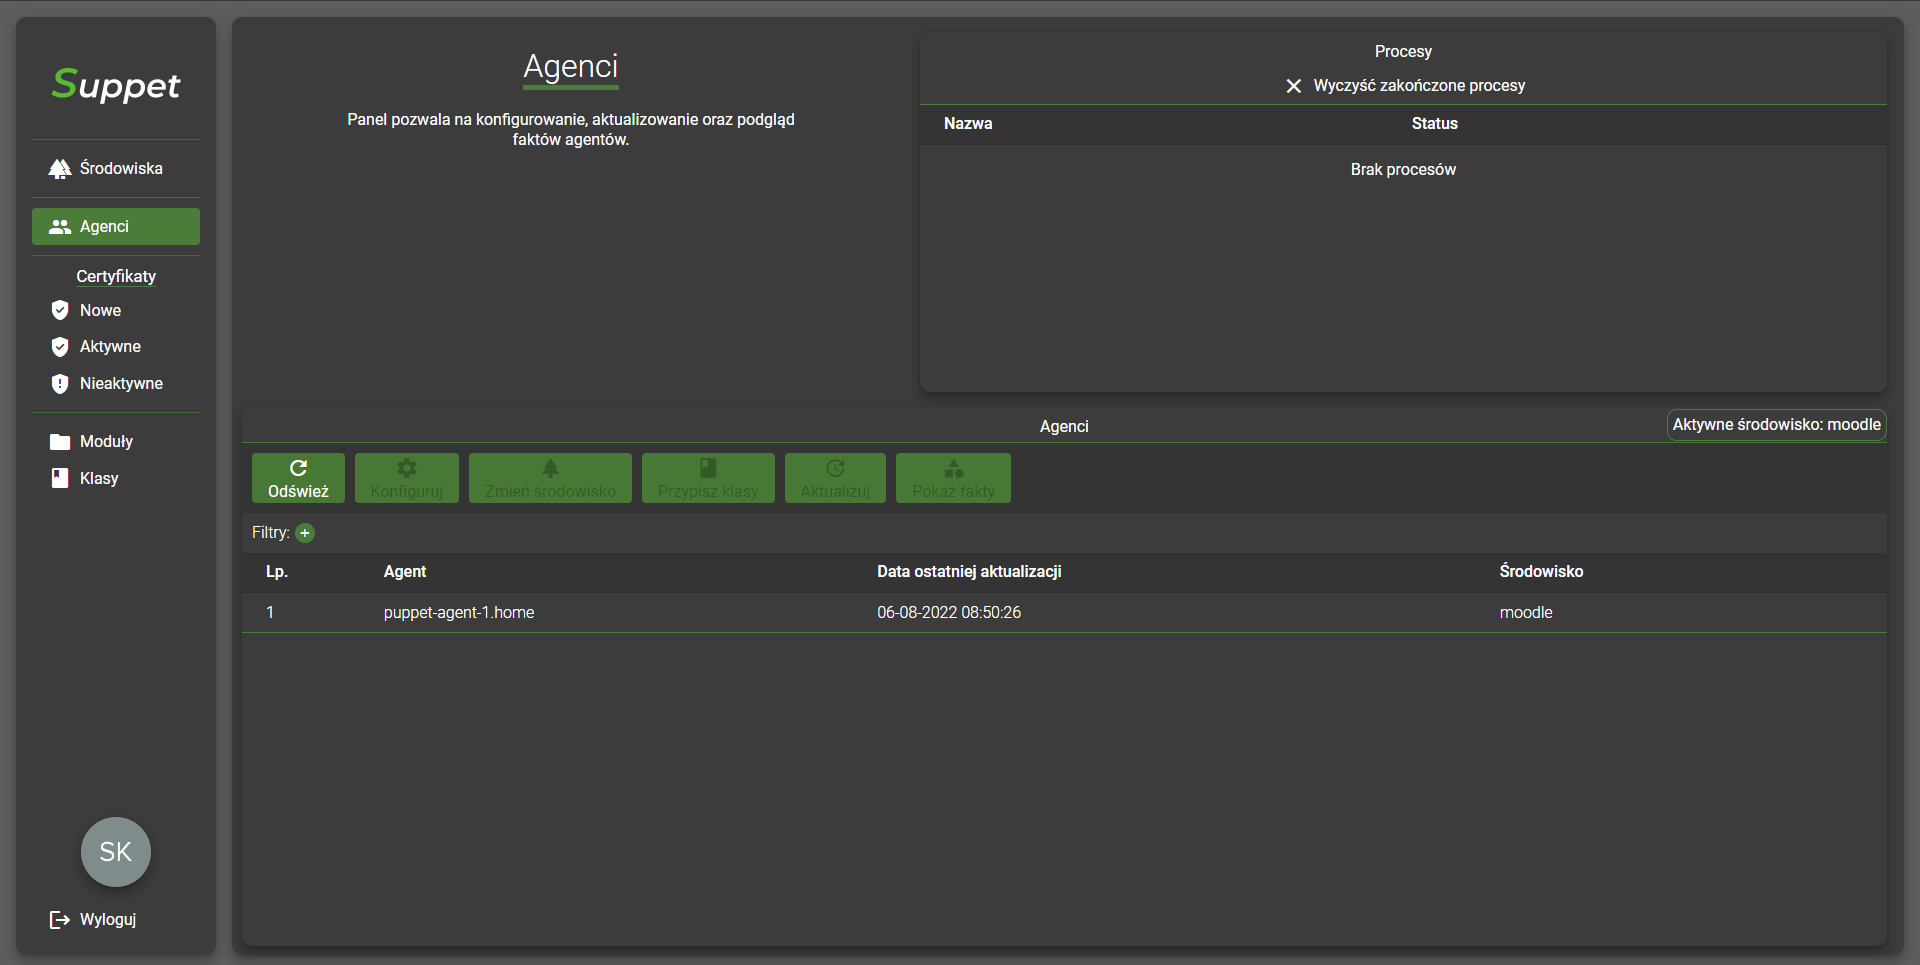 Suppet
Środowiska
Agenci
Certyfikaty
Nowe
Aktywne
Nieaktywne
Moduły
Klasy
SK
Wyloguj
Agenci
Panel pozwala na konfigurowanie, aktualizowanie oraz podgląd
faktów agentów.
Procesy
Wyczyść zakończone procesy
Nazwa Status
Brak procesów
Agenci
Aktywne środowisko: moodle
Odśwież Konfiguruj Zmień środowisko Przypisz klasy Aktualizuj Pokaż fakty
Filtry:
Lp. Agent Data ostatniej aktualizacji Środowisko
1 puppet-agent-1.home 06-08-2022 08:50:26 moodle